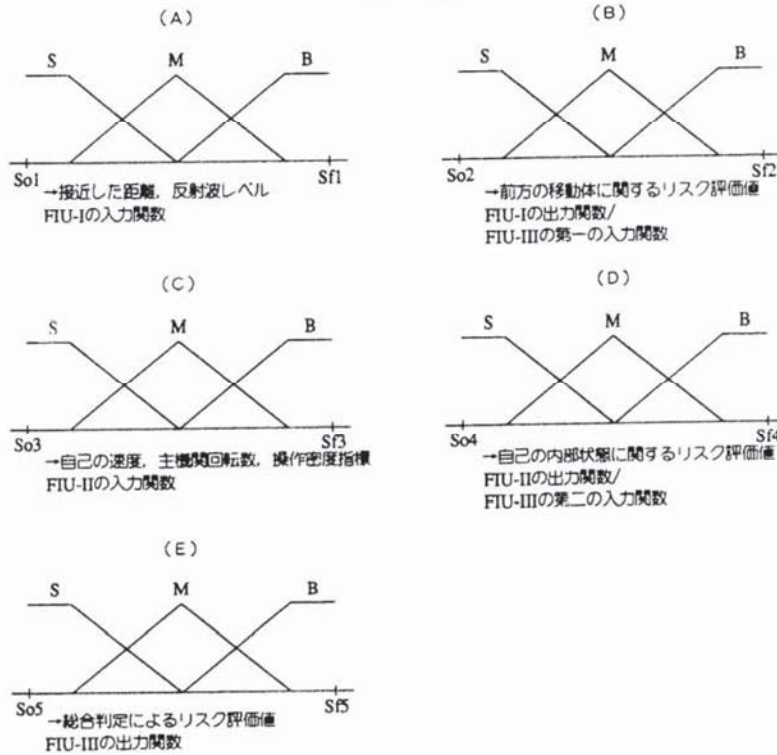 (A)
S M B
So1 Sf1
→接近した距離, 反射波レベル
FIU-Iの入力関数
(B)
S M B
So2 Sf2
→前方の移動体に関するリスク評価値
FIU-Iの出力関数/
FIU-IIIの第一の入力関数
(C)
S M B
So3 Sf3
→自己の速度, 主機関回転数, 操作密度指標
FIU-IIの入力関数
(D)
S M B
So4 Sf4
→自己の内部状態に関するリスク評価値
FIU-IIの出力関数/
FIU-IIIの第二の入力関数
(E)
S M B
So5 Sf5
→総合判定によるリスク評価値
FIU-IIIの出力関数